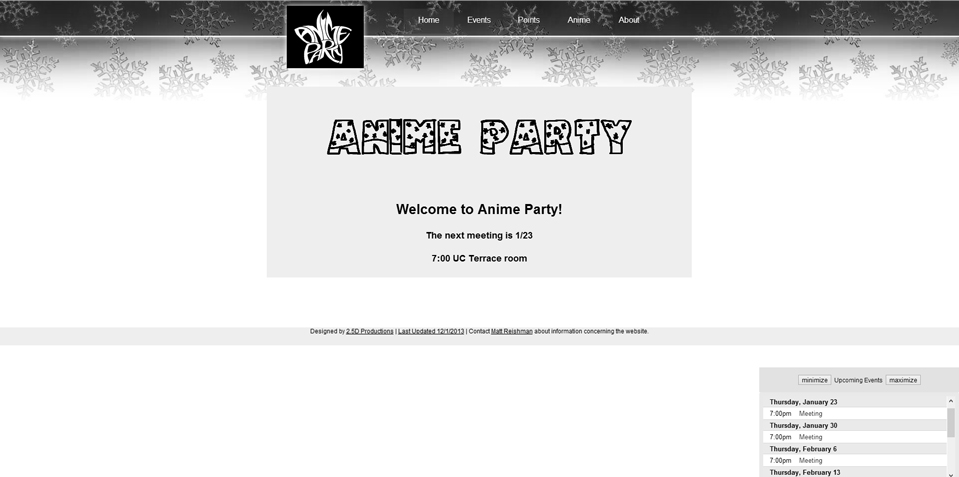 ANIME PARTY
Home Events Points Anime About
ANIME PARTY
Welcome to Anime Party!
The next meeting is 1/23
7:00 UC Terrace room
Designed by 2.5D Productions | Last Updated 12/1/2013 | Contact Matt Reishman about information concerning the website.
minimize Upcoming Events maximize
Thursday, January 23
7:00pm Meeting
Thursday, January 30
7:00pm Meeting
Thursday, February 6
7:00pm Meeting
Thursday, February 13